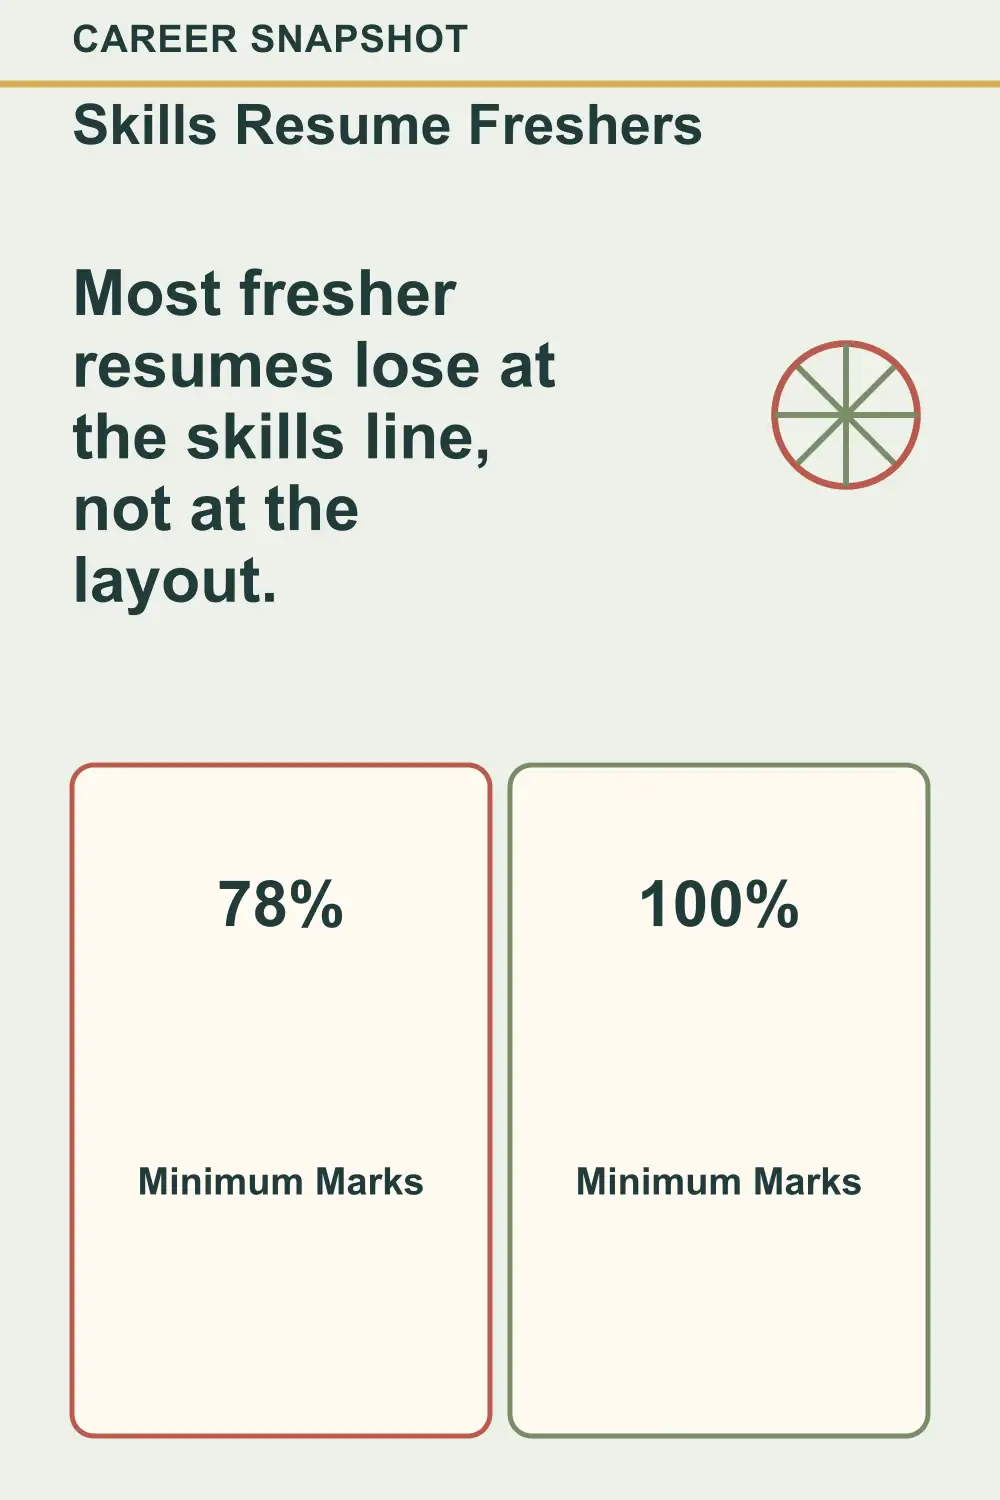 CAREER SNAPSHOT
Skills Resume Freshers
Most fresher
resumes lose at
the skills line,
not at the
layout.
78%
Minimum Marks
100%
Minimum Marks